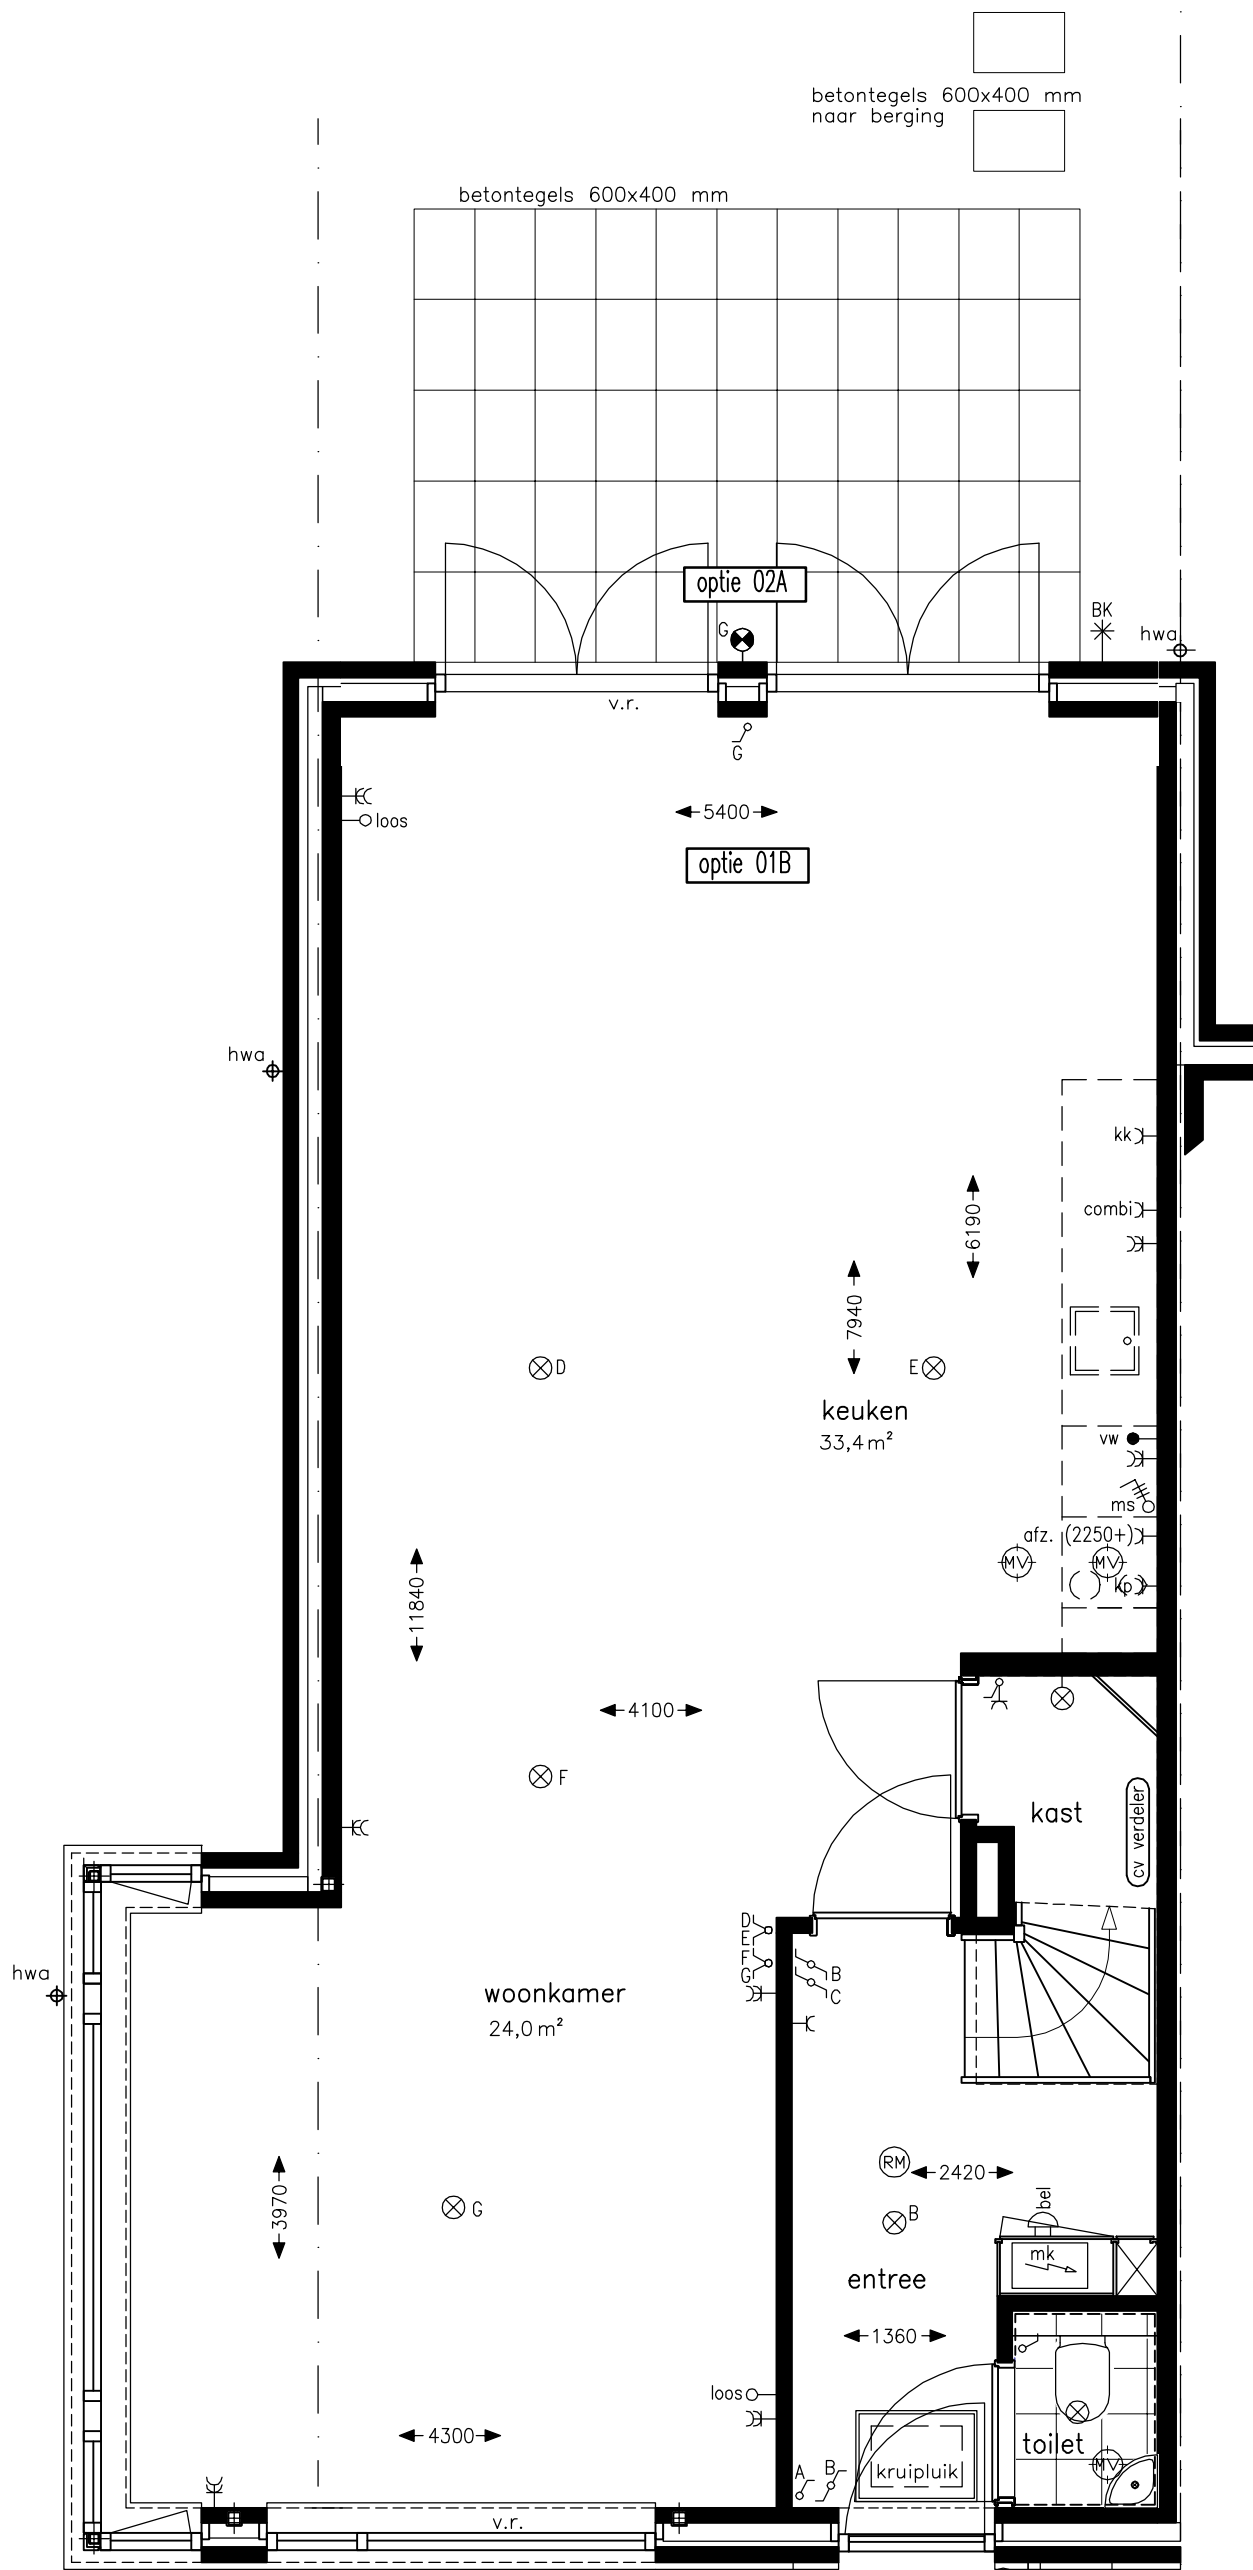 betontegels 600x400 mm
naar berging
betontegels 600x400 mm
optie 02A
BK
G
hwa
v.r.
G
loos
5400
optie 01B
hwa
kk
combi
6190
7940
D
E
keuken
33,4 m²
vw
ms
afz. (2250+)
MV
MV
kp
11840
4100
F
kast
cv verdeler
D
E
F
G
B
C
hwa
woonkamer
24,0 m²
RM
2420
bel
3970
G
B
mk
entree
1360
loos
4300
toilet
MV
A
B
kruipluik
v.r.